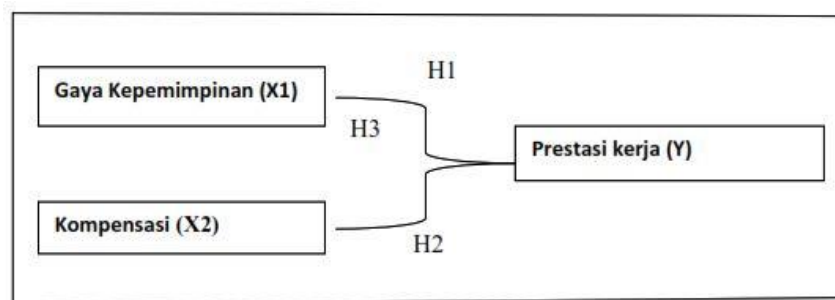 H1
Gaya Kepemimpinan (X1)
H3
Prestasi kerja (Y)
Kompensasi (X2)
H2